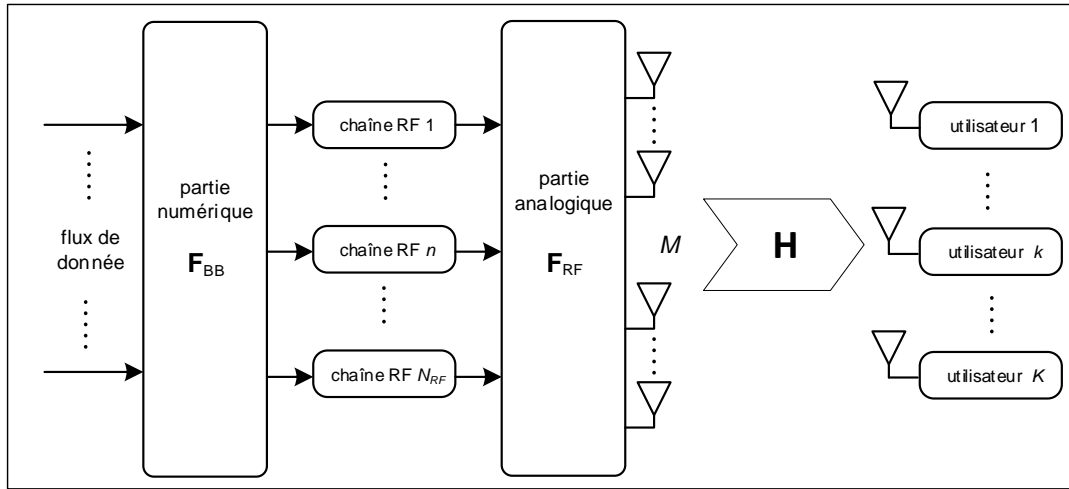 flux de
donnée
partie
numérique
F_BB
chaîne RF 1
chaîne RF n
chaîne RF N_RF
partie
analogique
F_RF
M
H
utilisateur 1
utilisateur k
utilisateur K